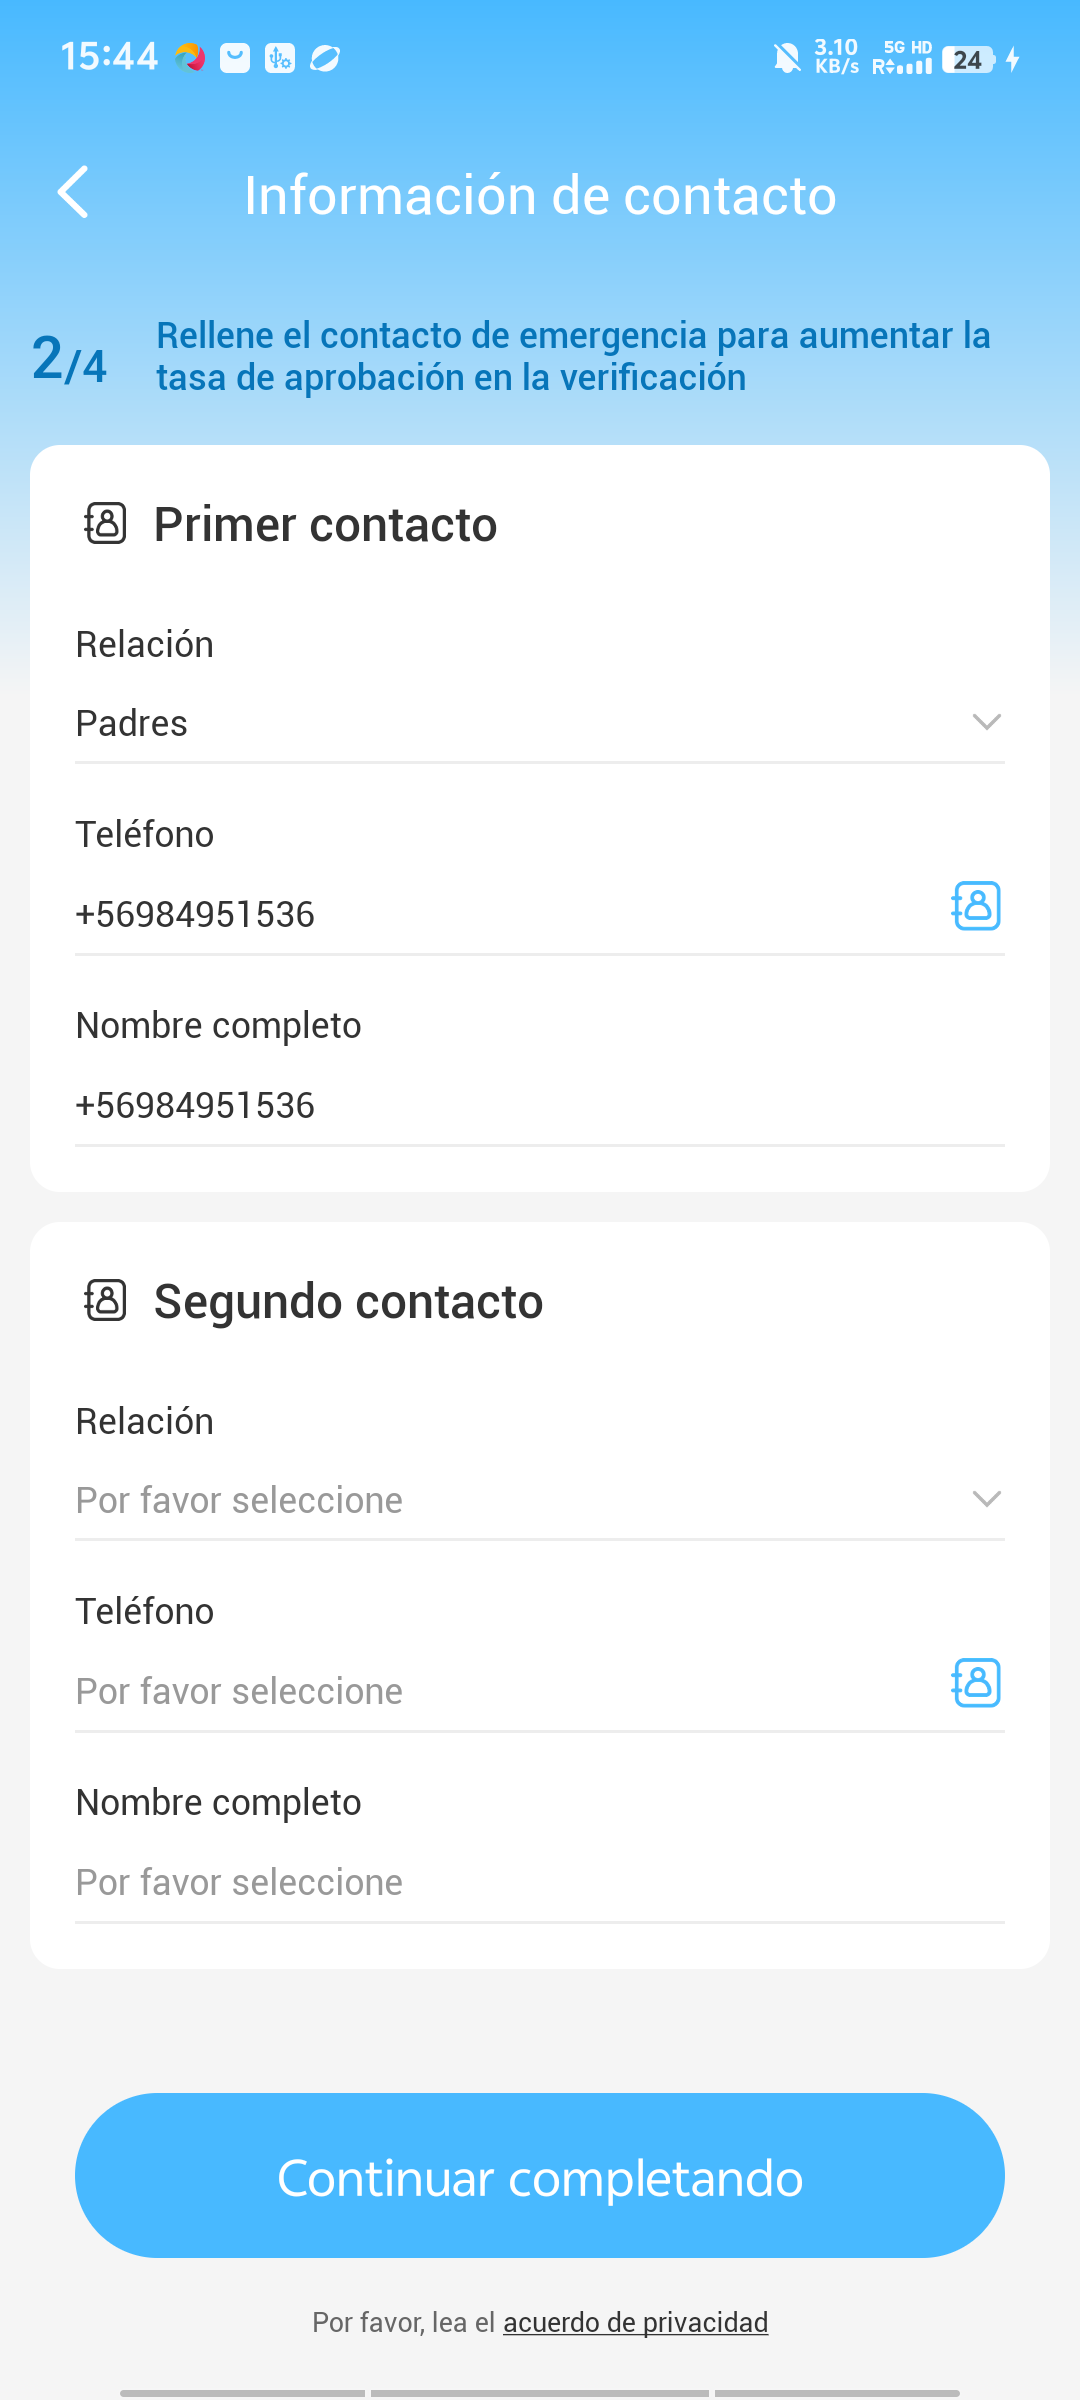 15:44
3.10
KB/s
5G HD
R
24
Información de contacto
2/4
Rellene el contacto de emergencia para aumentar la
tasa de aprobación en la verificación
Primer contacto
Relación
Padres
Teléfono
+56984951536
Nombre completo
+56984951536
Segundo contacto
Relación
Por favor seleccione
Teléfono
Por favor seleccione
Nombre completo
Por favor seleccione
Continuar completando
Por favor, lea el acuerdo de privacidad